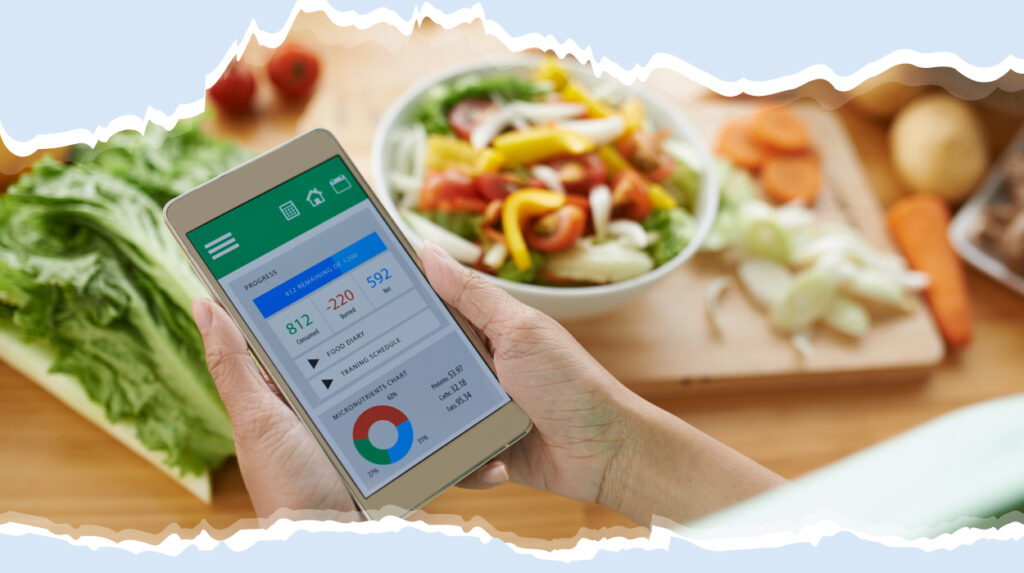 PROGRESS
412 REMAINING OF 1200
812 -220 592
Consumed Burned Net
FOOD DIARY
TRANING SCHEDULE
MICRONUTRIENTS CHART
42%
31%
27%
Proteins: 53.97
Carbs: 32.18
Fats: 95.34